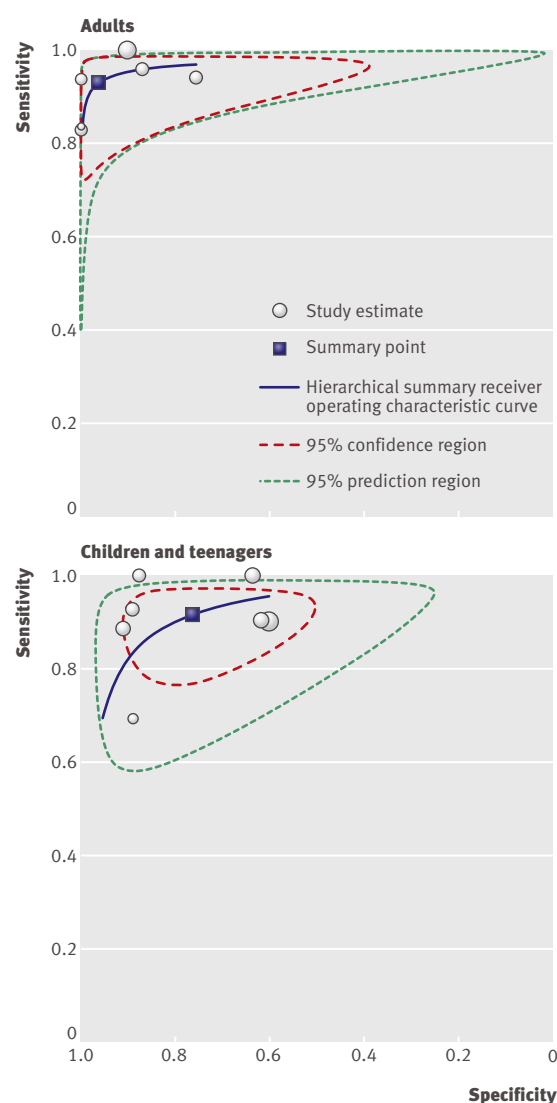 Adults
Sensitivity
1.0
0.8
0.6
0.4
0.2
0
Study estimate
Summary point
Hierarchical summary receiver
operating characteristic curve
95% confidence region
95% prediction region
Children and teenagers
Sensitivity
1.0
0.8
0.6
0.4
0.2
0
1.0 0.8 0.6 0.4 0.2 0
Specificity